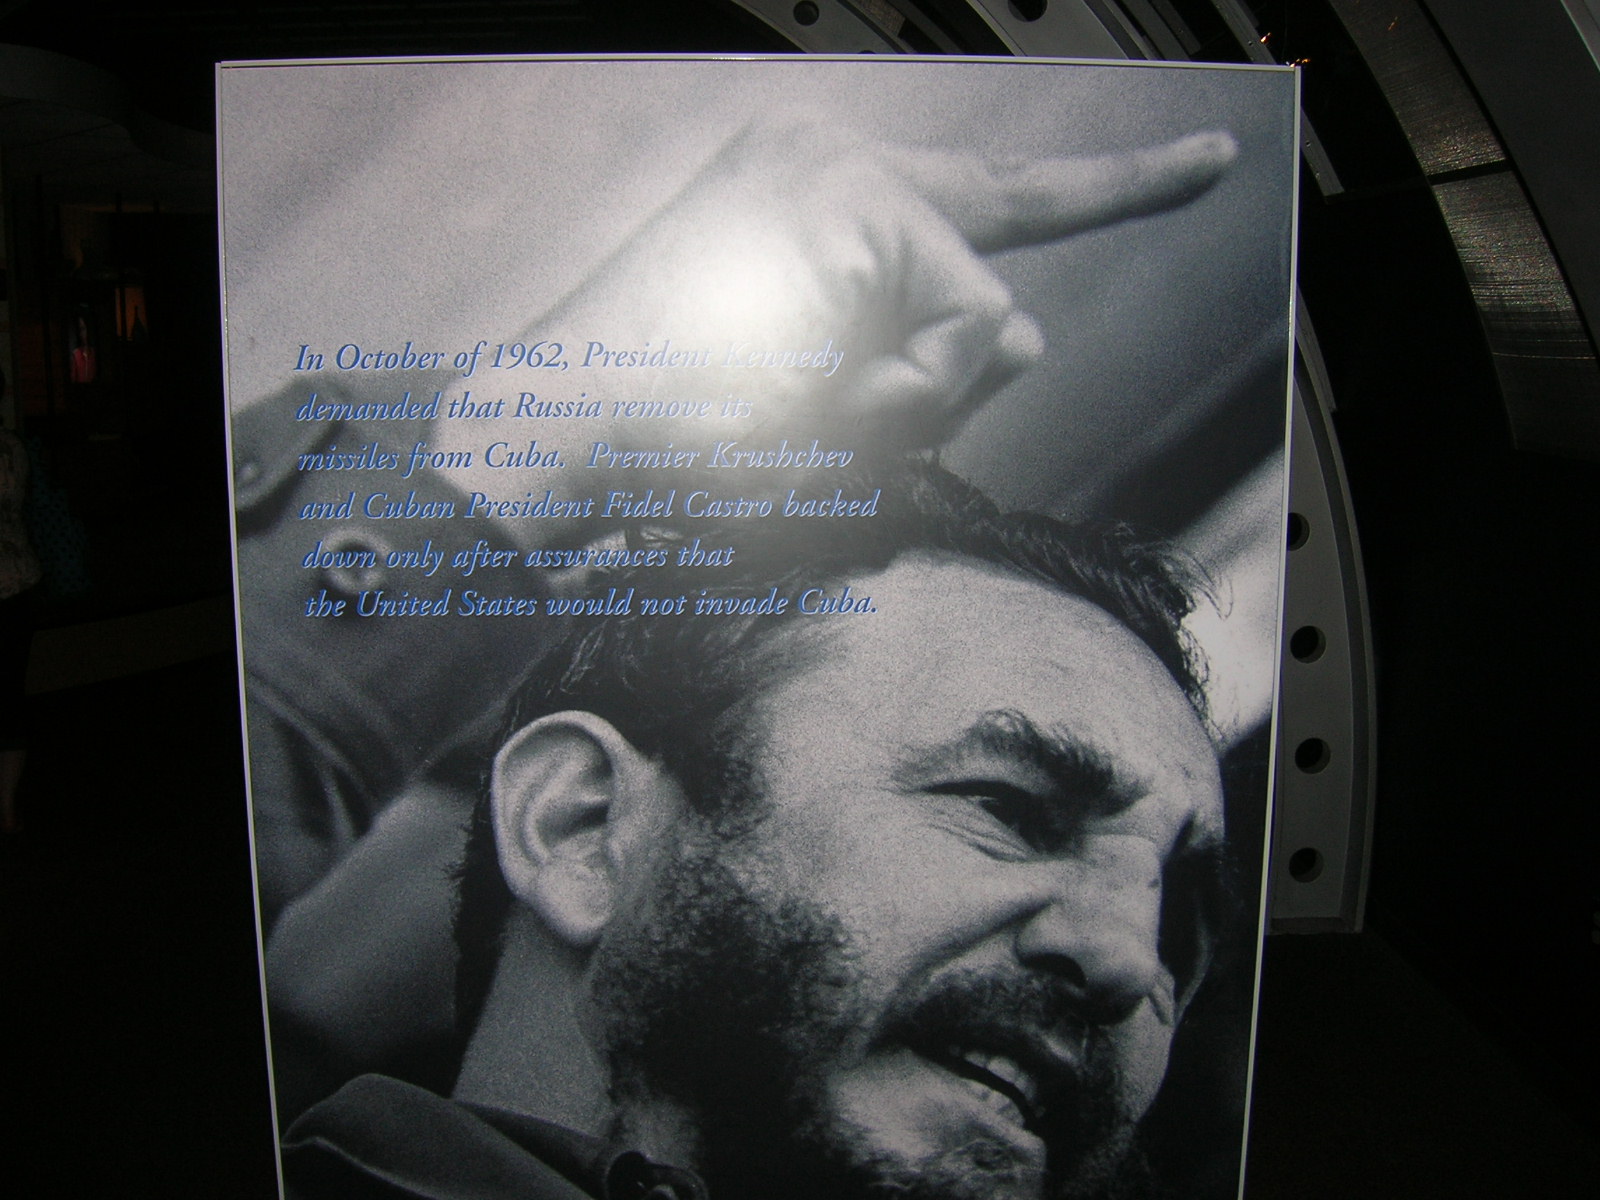 In October of 1962, President Kennedy
demanded that Russia remove its
missiles from Cuba. Premier Krushchev
and Cuban President Fidel Castro backed
down only after assurances that
the United States would not invade Cuba.